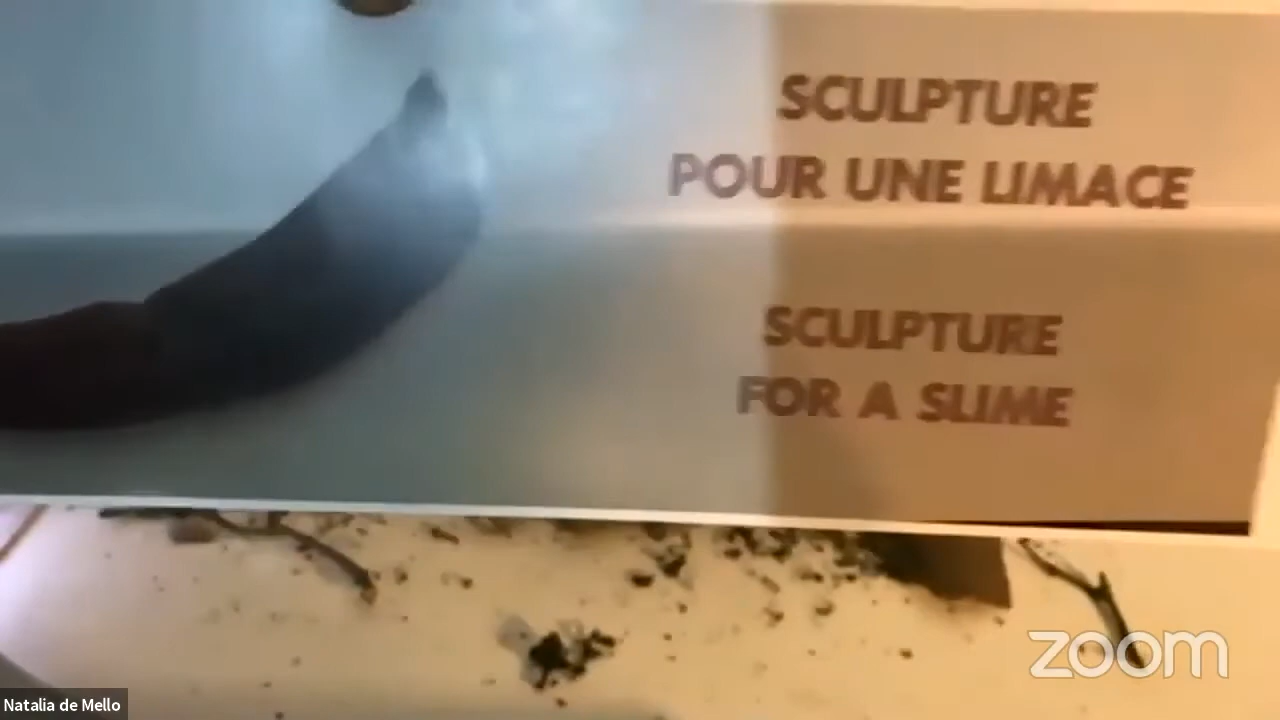 SCULPTURE
POUR UNE LIMACE
SCULPTURE
FOR A SLIME
zoom
Natalia de Mello